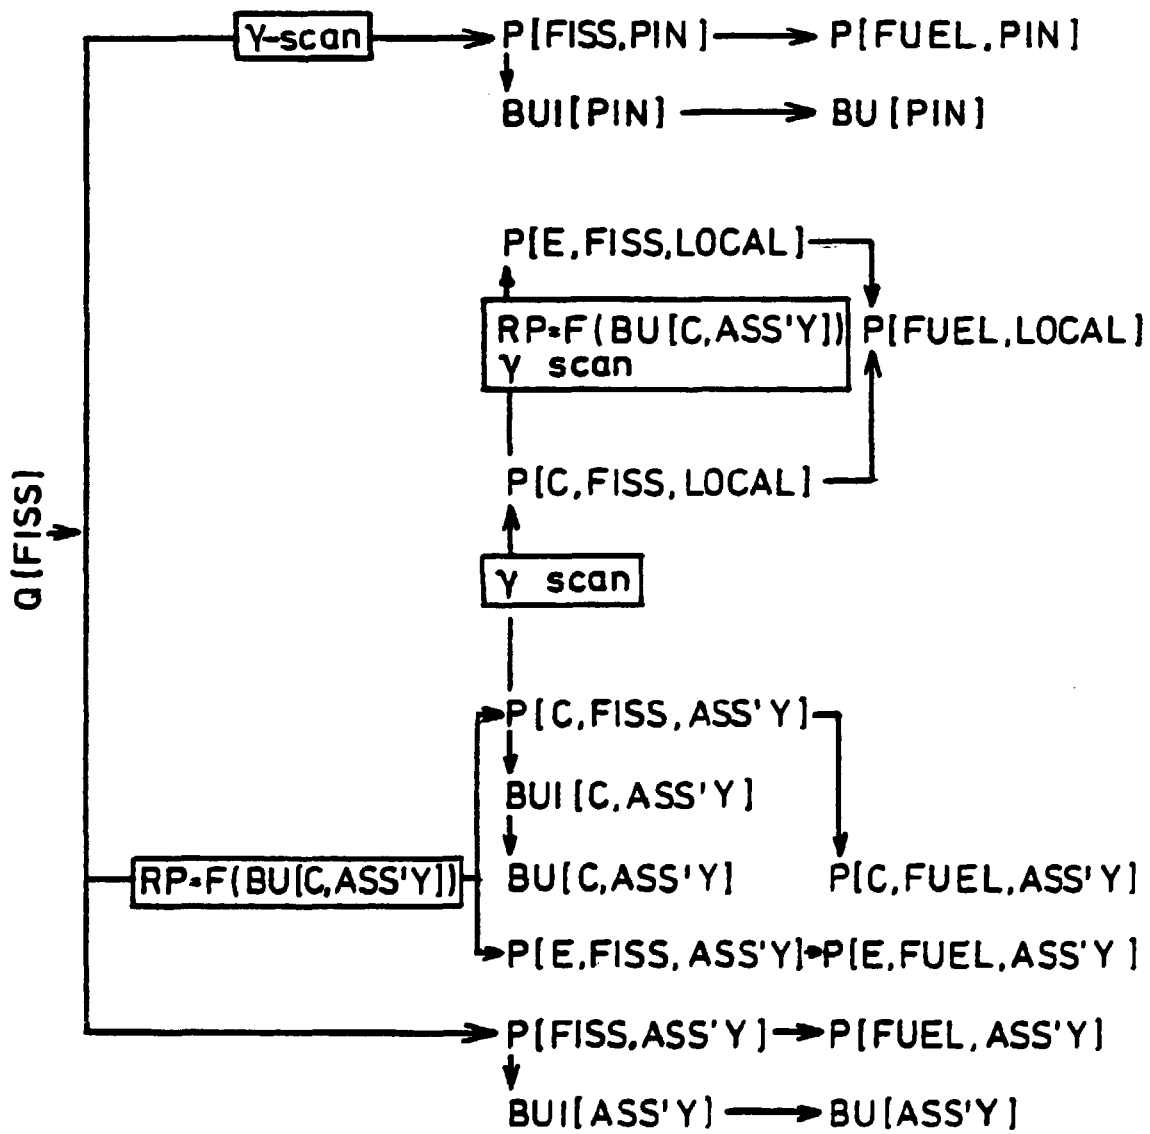 γ-scan
P[FISS,PIN]
P[FUEL,PIN]
BUI[PIN]
BU[PIN]
P[E,FISS,LOCAL]
RP=F(BU[C,ASS'Y])
γ scan
P[FUEL,LOCAL]
P[C,FISS,LOCAL]
Q[FISS]
γ scan
P[C,FISS,ASS'Y]
BUI[C,ASS'Y]
RP=F(BU[C,ASS'Y])
BU[C,ASS'Y]
P[C,FUEL,ASS'Y]
P[E,FISS,ASS'Y]
P[E,FUEL,ASS'Y]
P[FISS,ASS'Y]
P[FUEL,ASS'Y]
BUI[ASS'Y]
BU[ASS'Y]